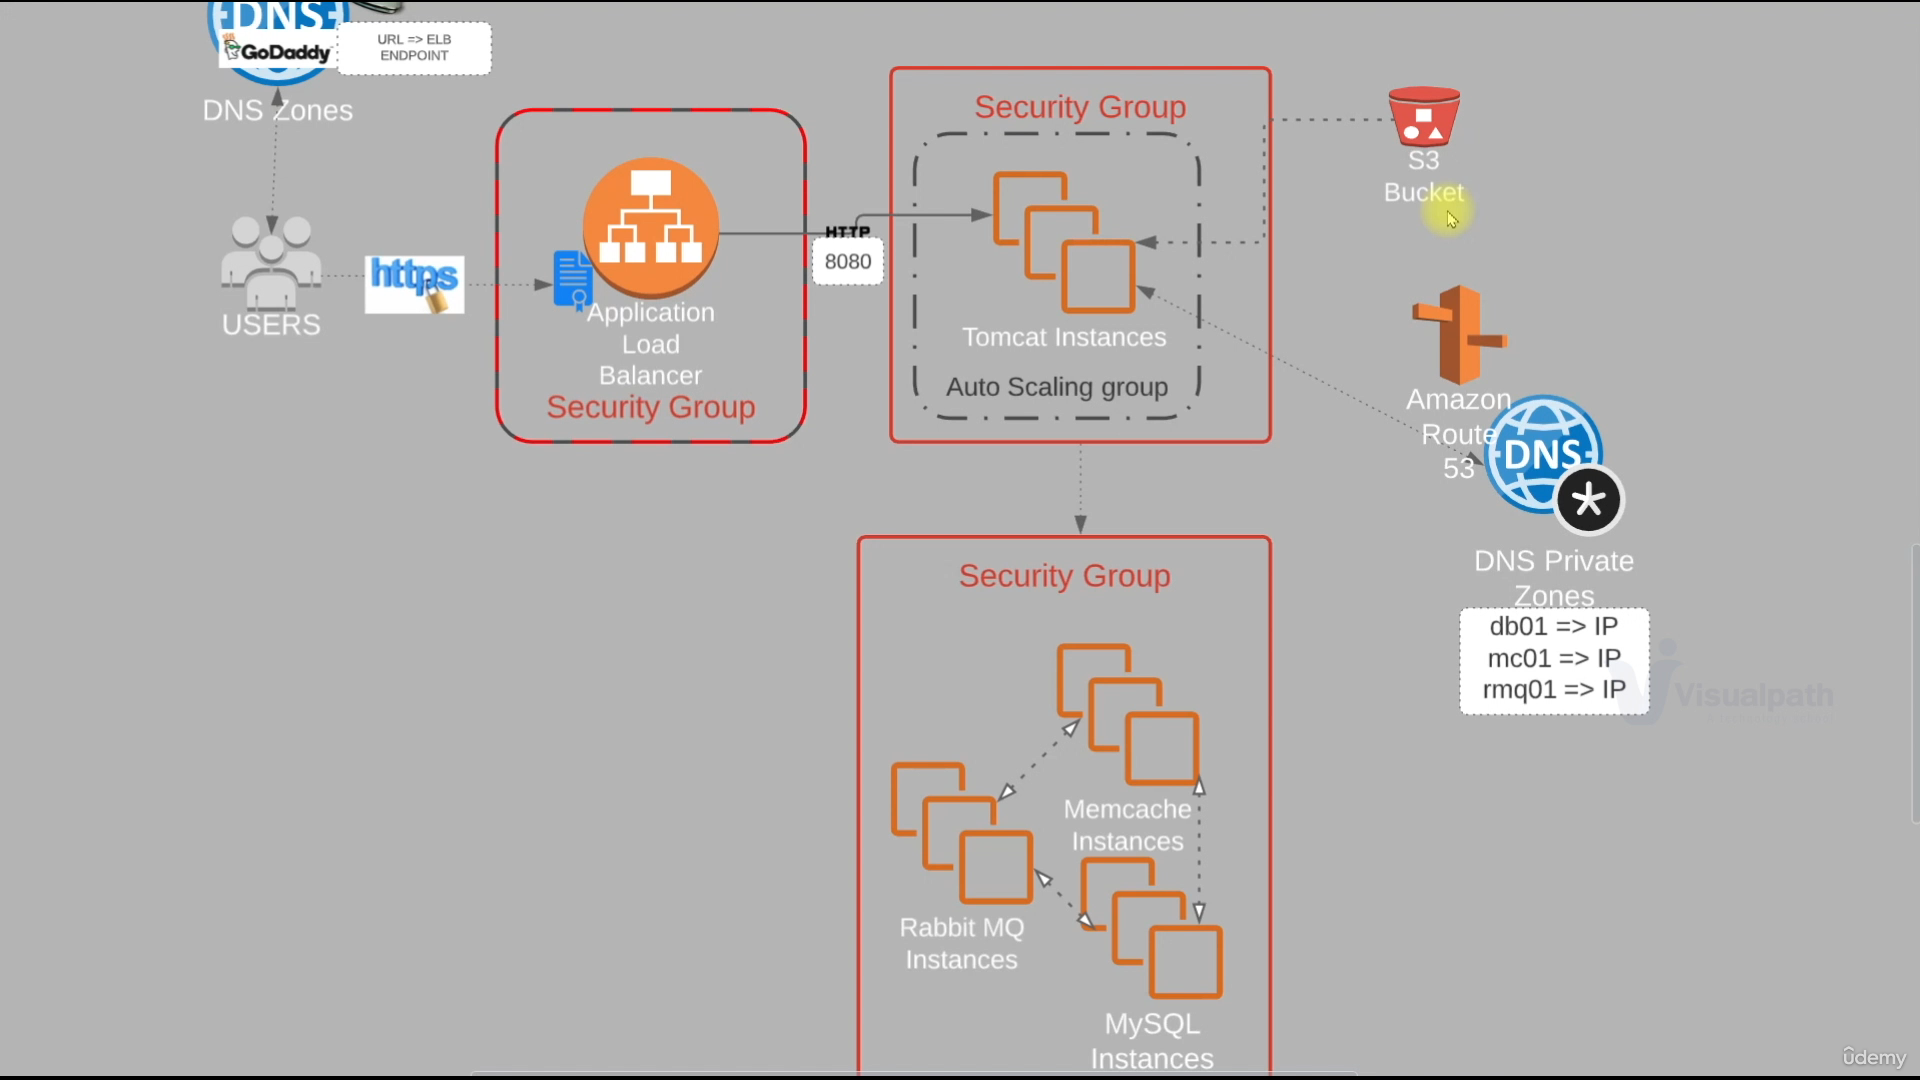 DNS
GoDaddy
URL => ELB
ENDPOINT
DNS Zones
USERS
https
Application
Load
Balancer
Security Group
HTTP
8080
Security Group
Tomcat Instances
Auto Scaling group
S3
Bucket
Amazon
Route
53
DNS
DNS Private
Zones
db01 => IP
mc01 => IP
rmq01 => IP
Visualpath
Security Group
Memcache
Instances
Rabbit MQ
Instances
MySQL
Instances
ûdemy